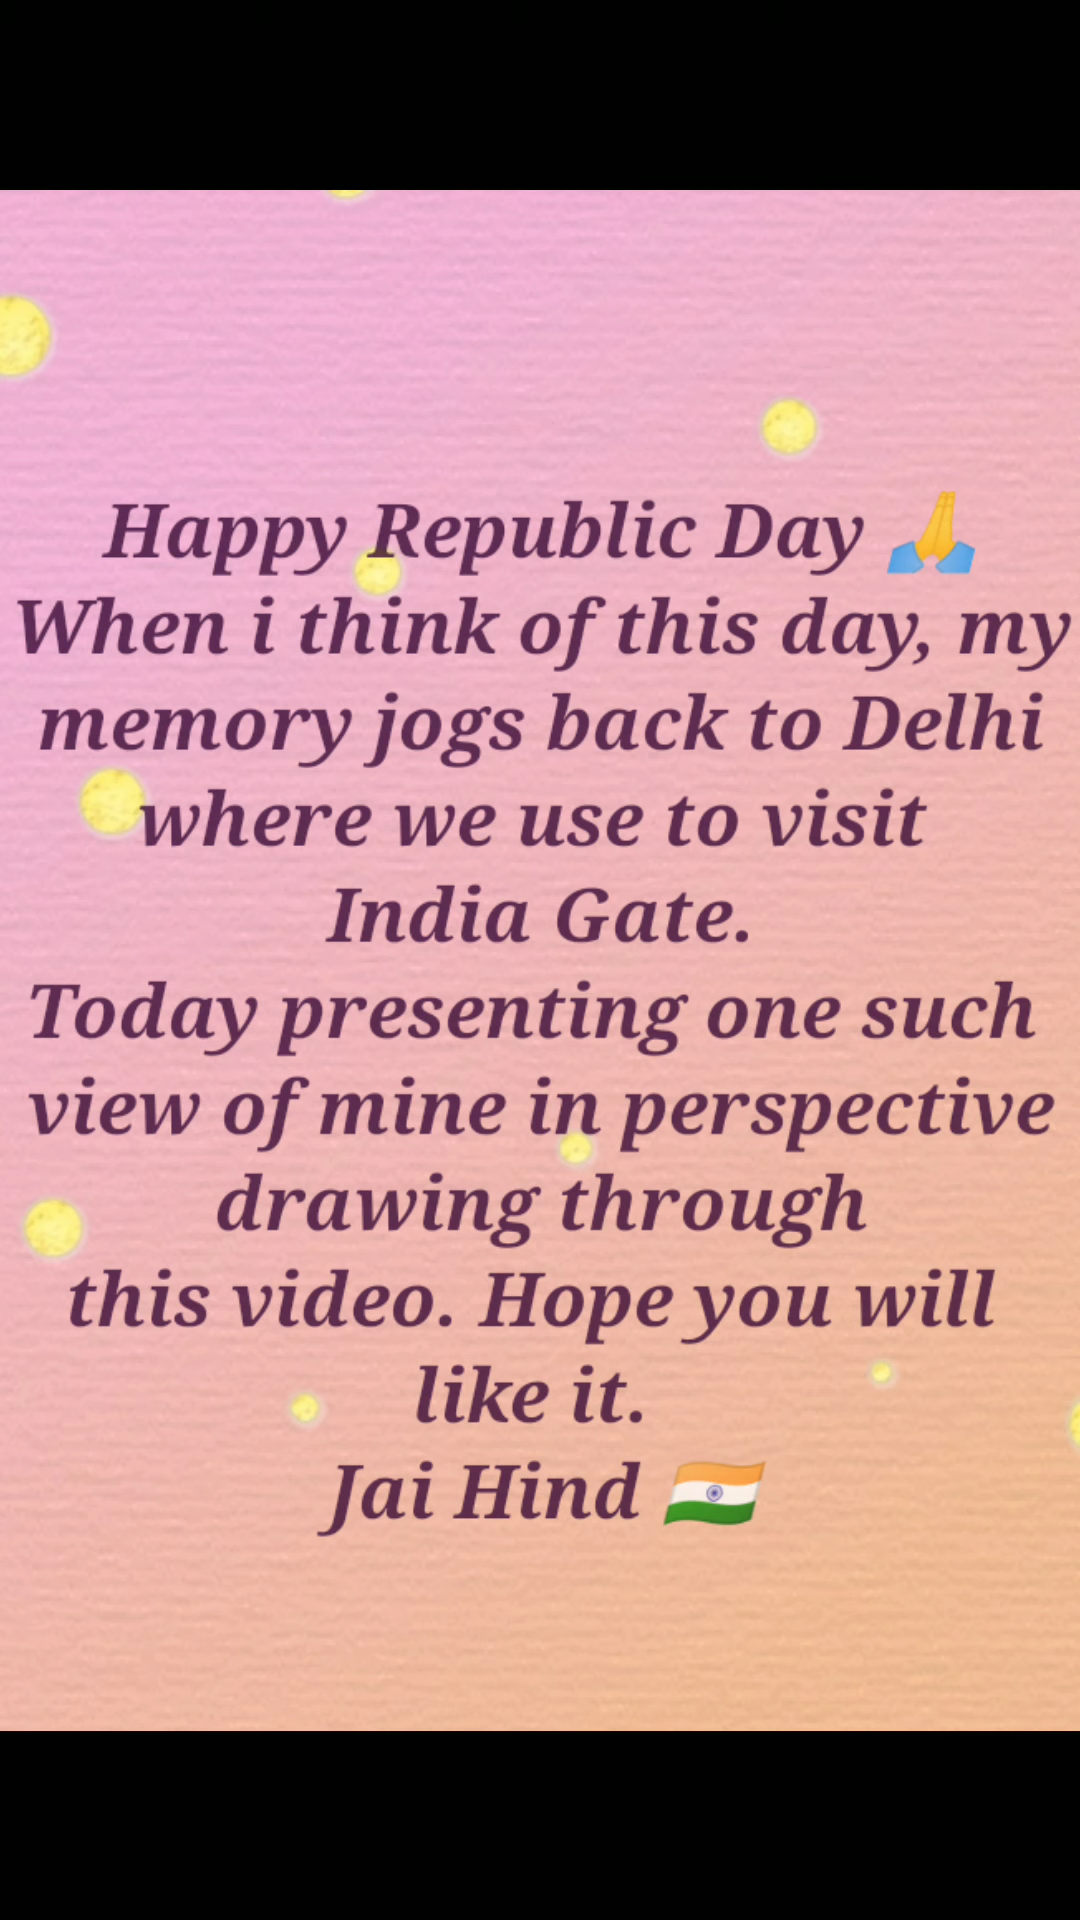 Happy Republic Day 🙏
When i think of this day, my
memory jogs back to Delhi
where we use to visit
India Gate.
Today presenting one such
view of mine in perspective
drawing through
this video. Hope you will
like it.
Jai Hind 🇮🇳